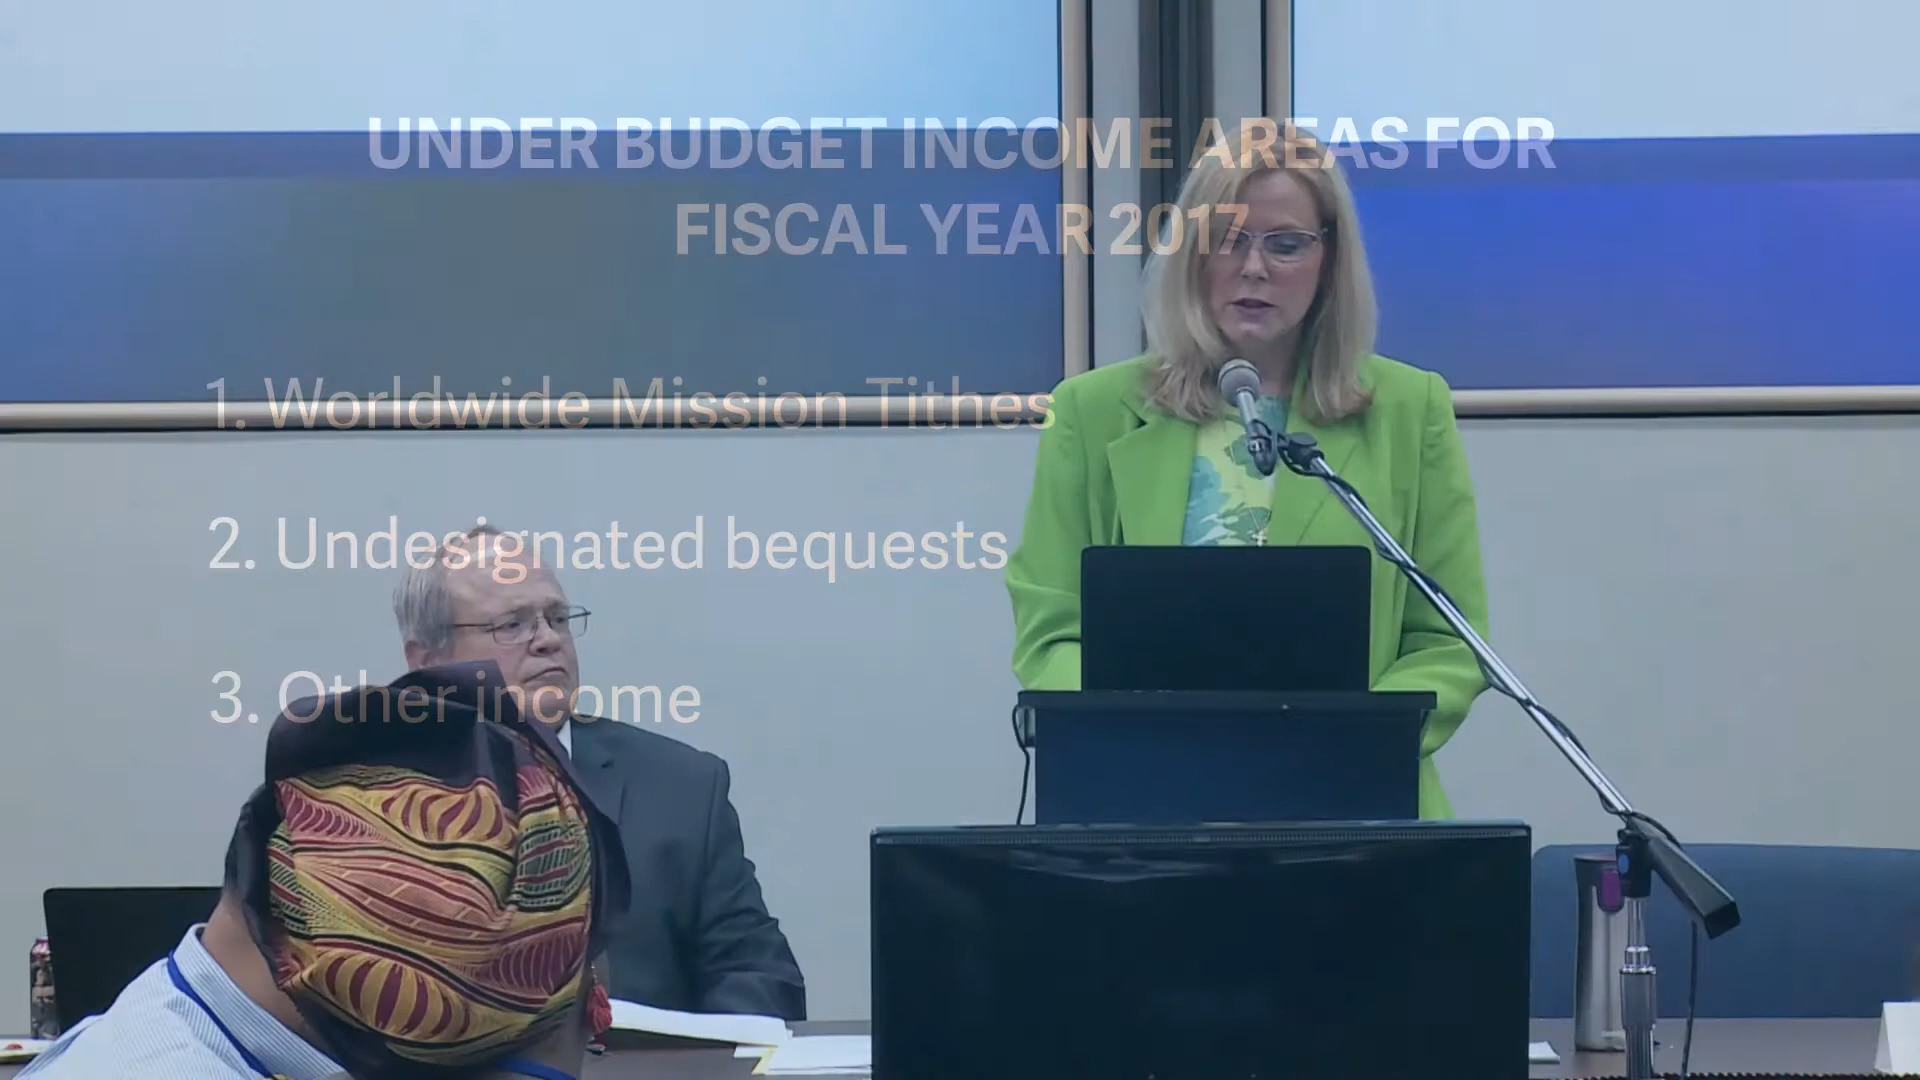 UNDER BUDGET INCOME AREAS FOR
FISCAL YEAR 2017
1. Worldwide Mission Tithes
2. Undesignated bequests
3. Other income